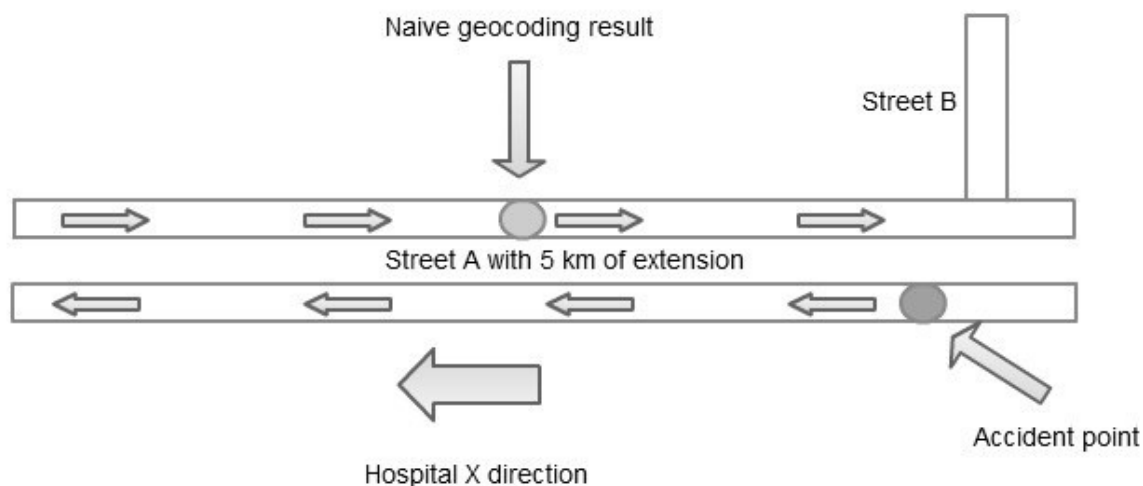 Naive geocoding result
Street B
Street A with 5 km of extension
Accident point
Hospital X direction